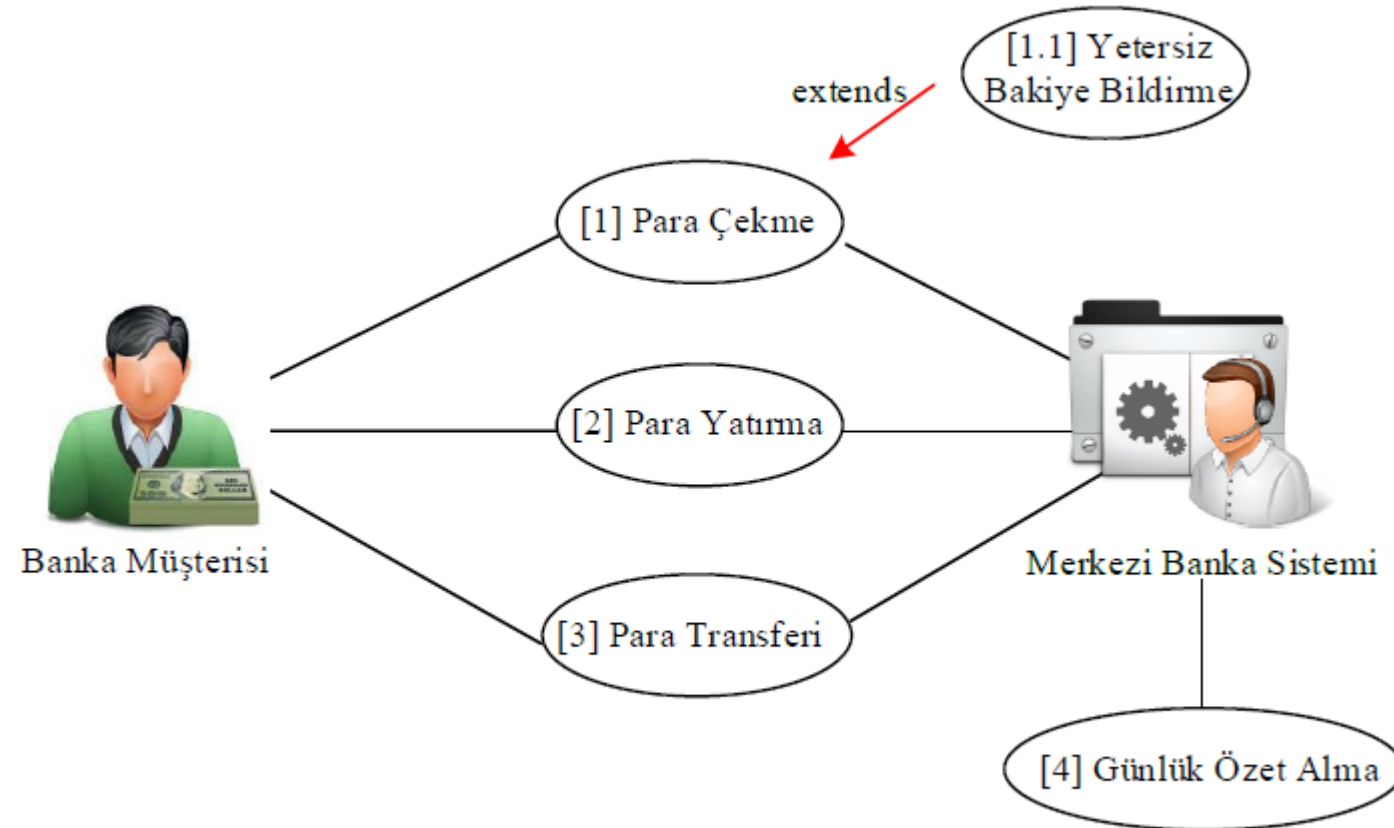 [1.1] Yetersiz
Bakiye Bildirme
extends
[1] Para Çekme
[2] Para Yatırma
Banka Müşterisi
Merkezi Banka Sistemi
[3] Para Transferi
[4] Günlük Özet Alma